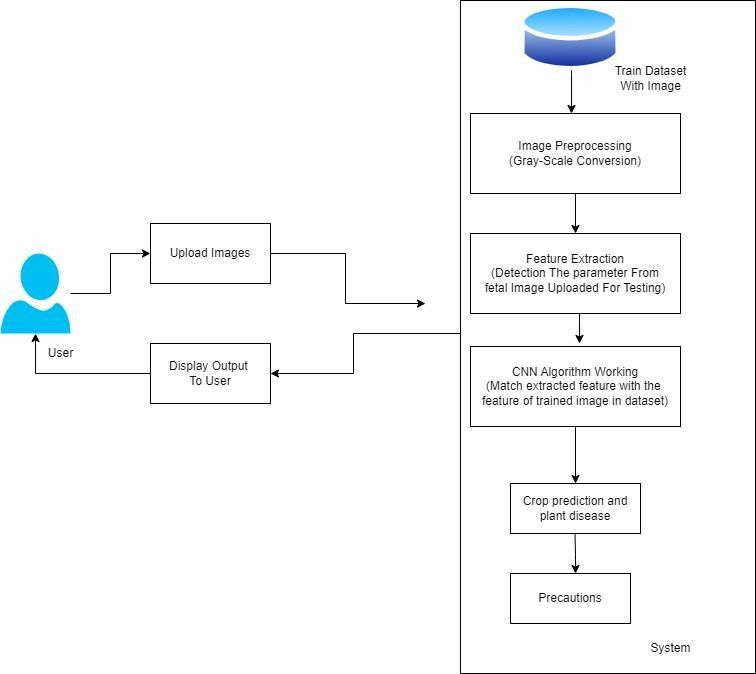 Train Dataset
With Image
Image Preprocessing
(Gray-Scale Conversion)
Upload Images
Feature Extraction
(Detection The parameter From
fetal Image Uploaded For Testing)
User
Display Output
To User
CNN Algorithm Working
(Match extracted feature with the
feature of trained image in dataset)
Crop prediction and
plant disease
Precautions
System